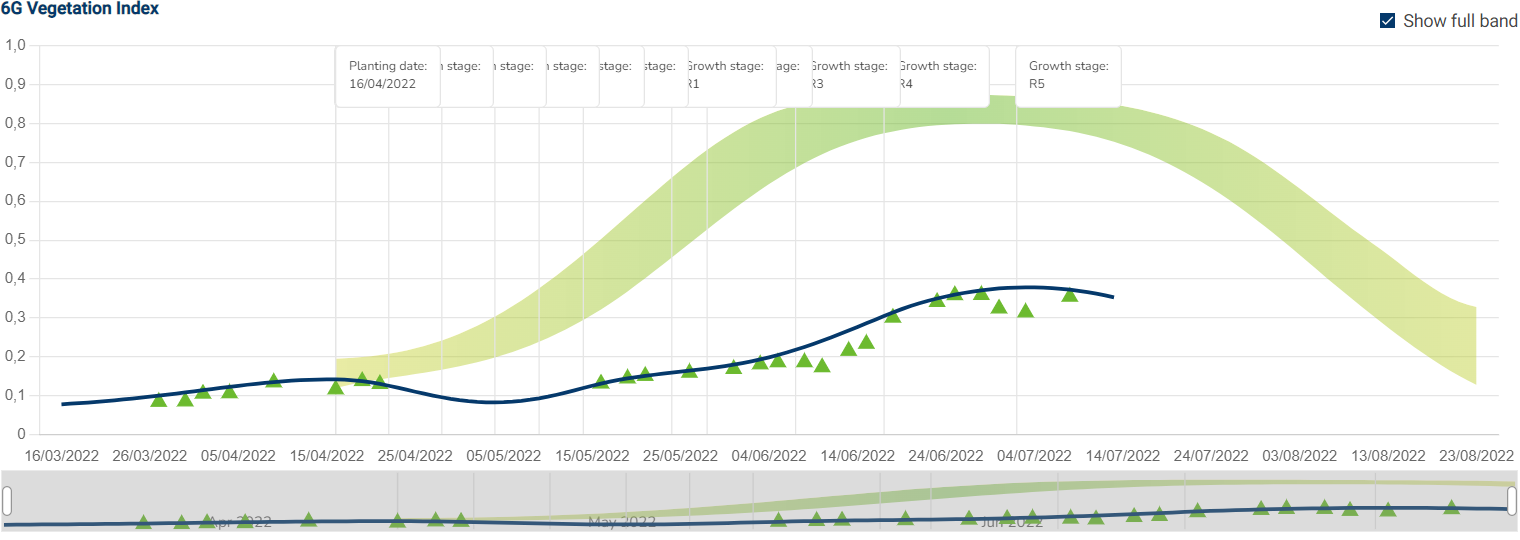 6G Vegetation Index
Show full band
1,0
0,9
0,8
0,7
0,6
0,5
0,4
0,3
0,2
0,1
0
Planting date:
16/04/2022
stage:
stage:
stage:
stage:
stage:
Growth stage:
R1
stage:
Growth stage:
R3
Growth stage:
R4
Growth stage:
R5
16/03/2022 26/03/2022 05/04/2022 15/04/2022 25/04/2022 05/05/2022 15/05/2022 25/05/2022 04/06/2022 14/06/2022 24/06/2022 04/07/2022 14/07/2022 24/07/2022 03/08/2022 13/08/2022 23/08/2022
Apr 2022 May 2022 Jun 2022